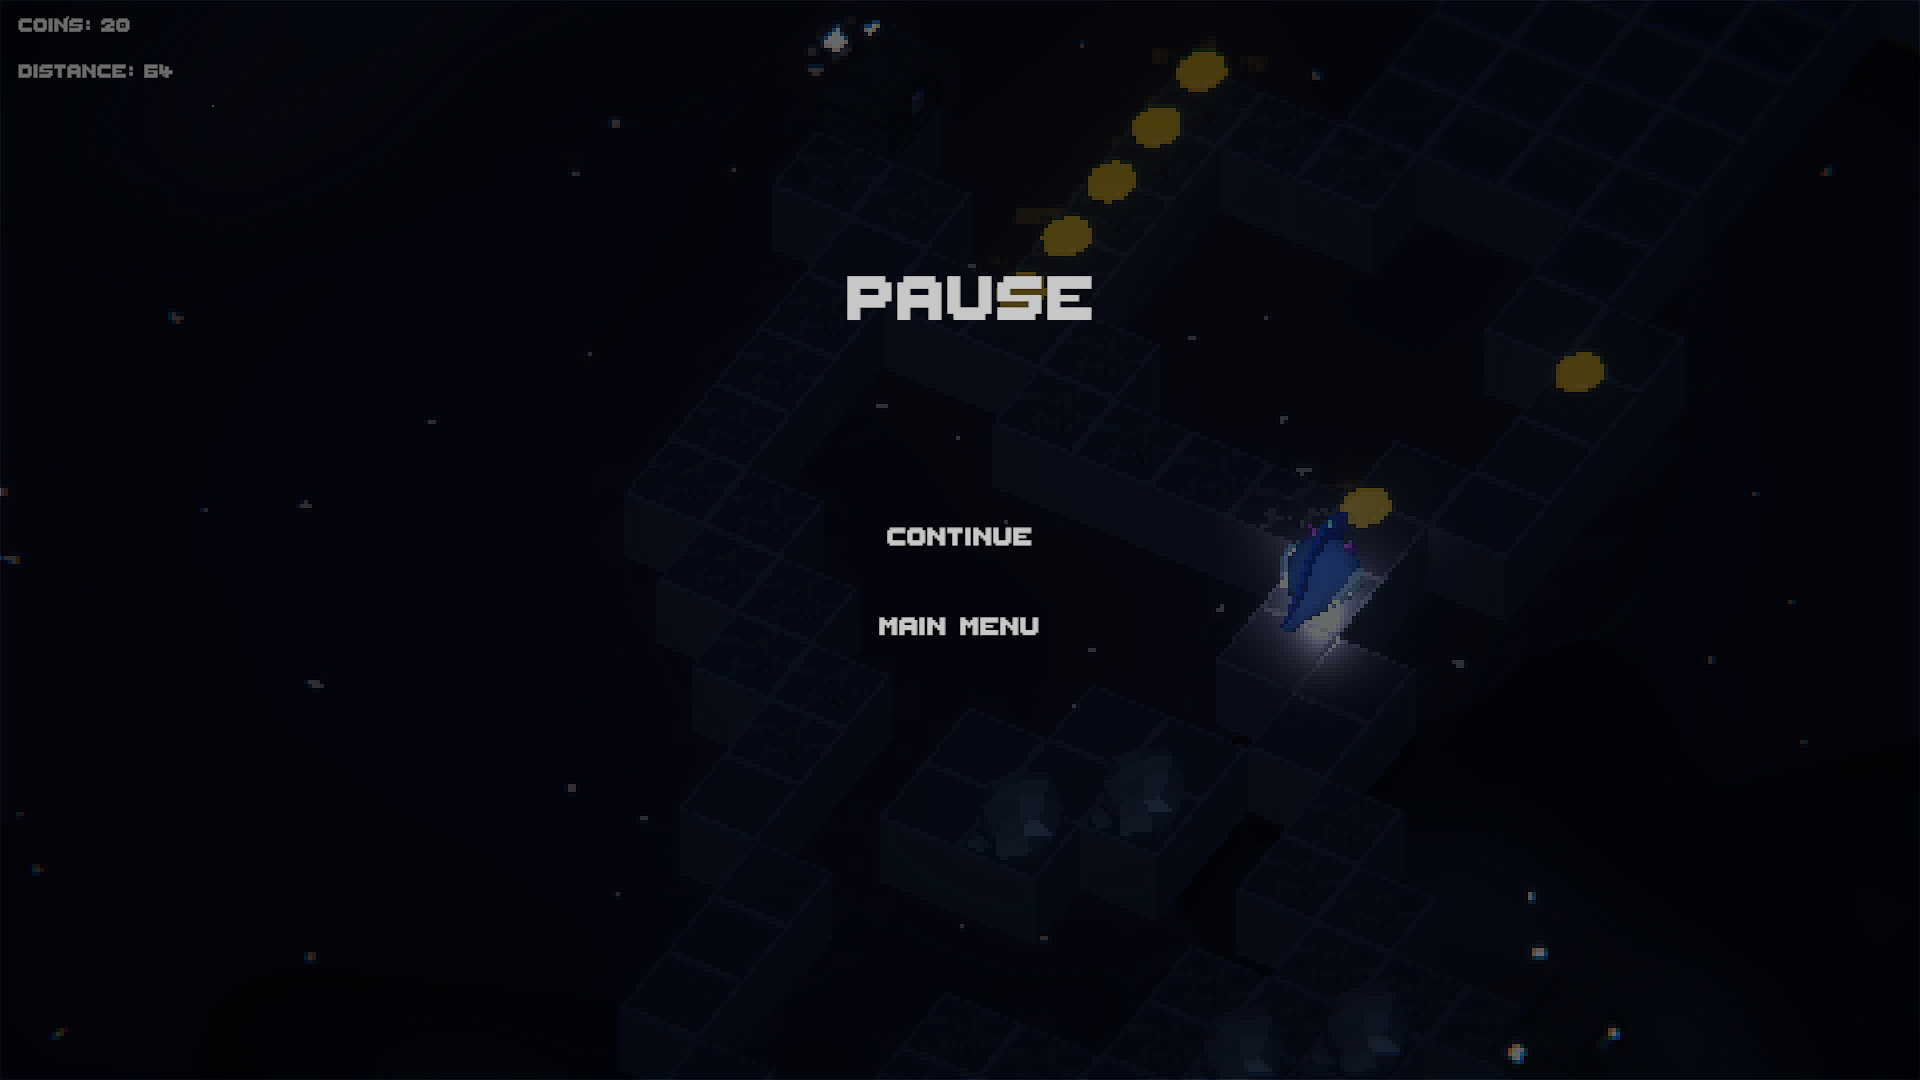 COINS: 20
DISTANCE: 64
PAUSE
CONTINUE
MAIN MENU